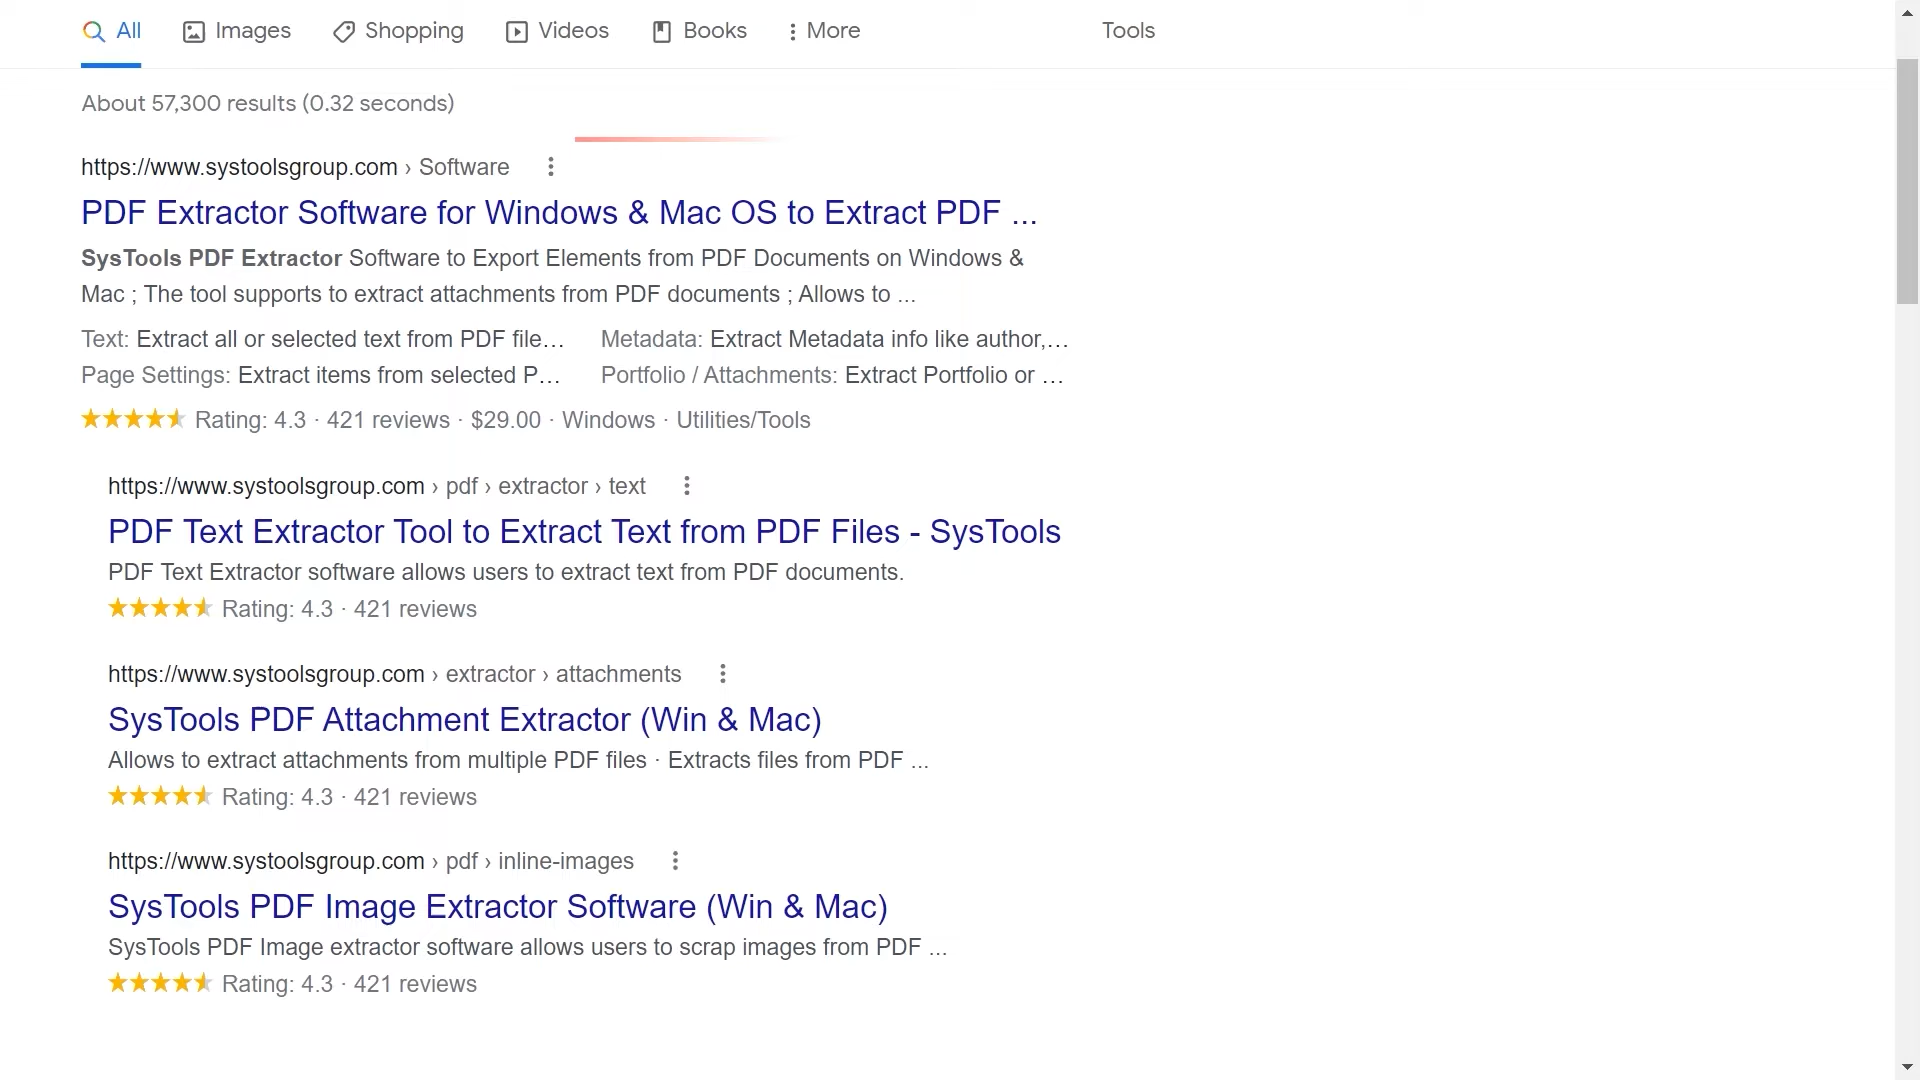 All Images Shopping Videos Books More Tools
About 57,300 results (0.32 seconds)
https://www.systoolsgroup.com › Software
PDF Extractor Software for Windows & Mac OS to Extract PDF ...
SysTools PDF Extractor Software to Export Elements from PDF Documents on Windows &
Mac ; The tool supports to extract attachments from PDF documents ; Allows to ...
Text: Extract all or selected text from PDF file… Metadata: Extract Metadata info like author,…
Page Settings: Extract items from selected P… Portfolio / Attachments: Extract Portfolio or …
Rating: 4.3 · 421 reviews · $29.00 · Windows · Utilities/Tools
https://www.systoolsgroup.com › pdf › extractor › text
PDF Text Extractor Tool to Extract Text from PDF Files - SysTools
PDF Text Extractor software allows users to extract text from PDF documents.
Rating: 4.3 · 421 reviews
https://www.systoolsgroup.com › extractor › attachments
SysTools PDF Attachment Extractor (Win & Mac)
Allows to extract attachments from multiple PDF files · Extracts files from PDF ...
Rating: 4.3 · 421 reviews
https://www.systoolsgroup.com › pdf › inline-images
SysTools PDF Image Extractor Software (Win & Mac)
SysTools PDF Image extractor software allows users to scrap images from PDF ...
Rating: 4.3 · 421 reviews